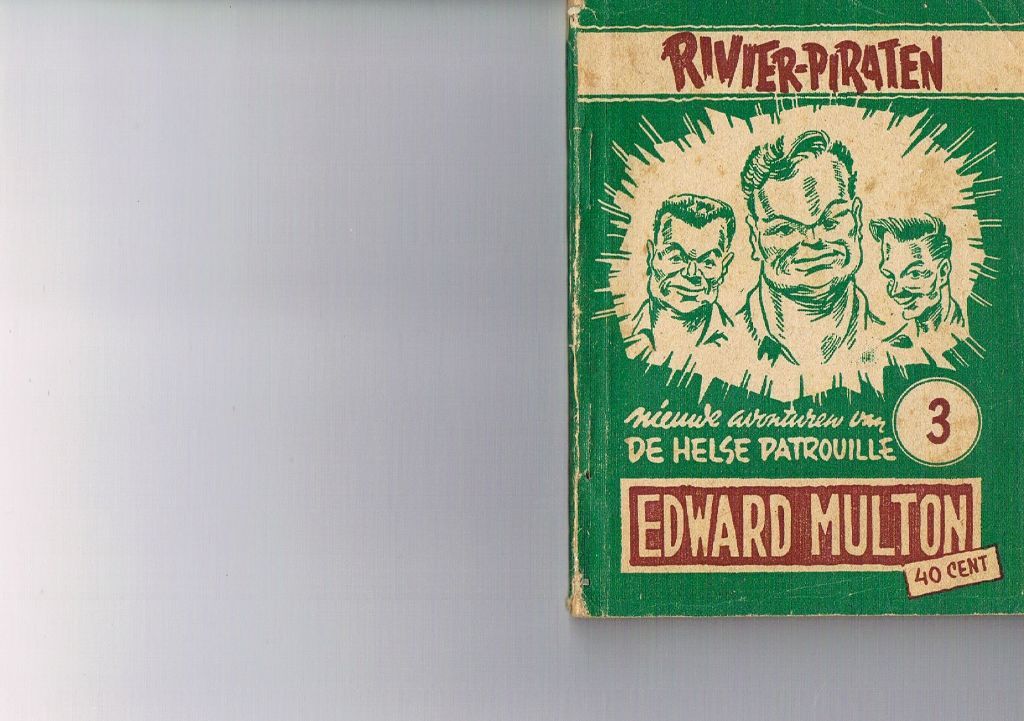 RIVIER-PIRATEN
nieuwe avonturen van
DE HELSE PATROUILLE
3
EDWARD MULTON
40 CENT